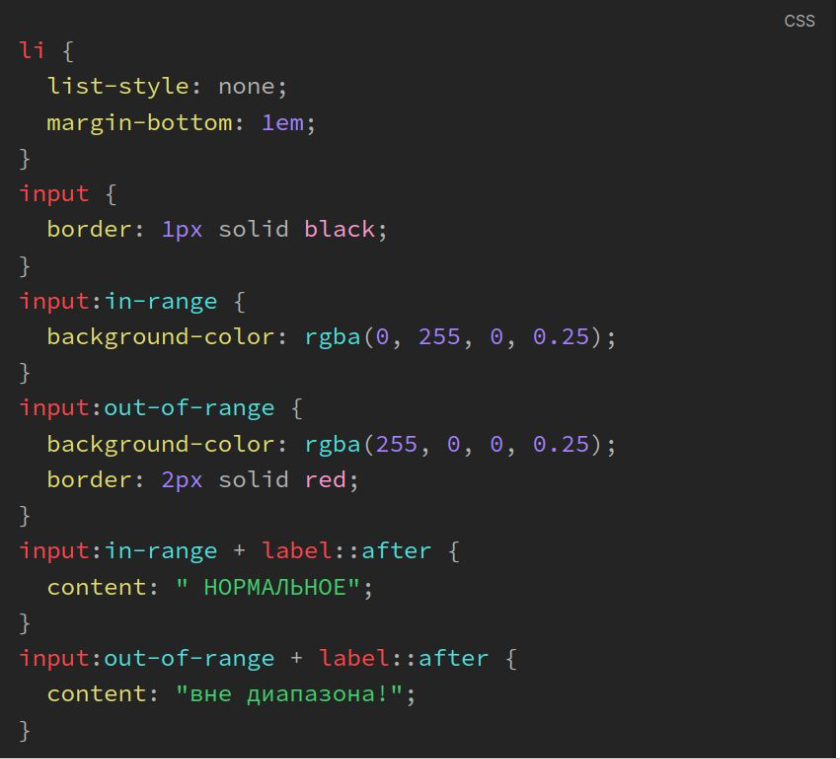 CSS
li {
  list-style: none;
  margin-bottom: 1em;
}
input {
  border: 1px solid black;
}
input:in-range {
  background-color: rgba(0, 255, 0, 0.25);
}
input:out-of-range {
  background-color: rgba(255, 0, 0, 0.25);
  border: 2px solid red;
}
input:in-range + label::after {
  content: " НОРМАЛЬНОЕ";
}
input:out-of-range + label::after {
  content: "вне диапазона!";
}